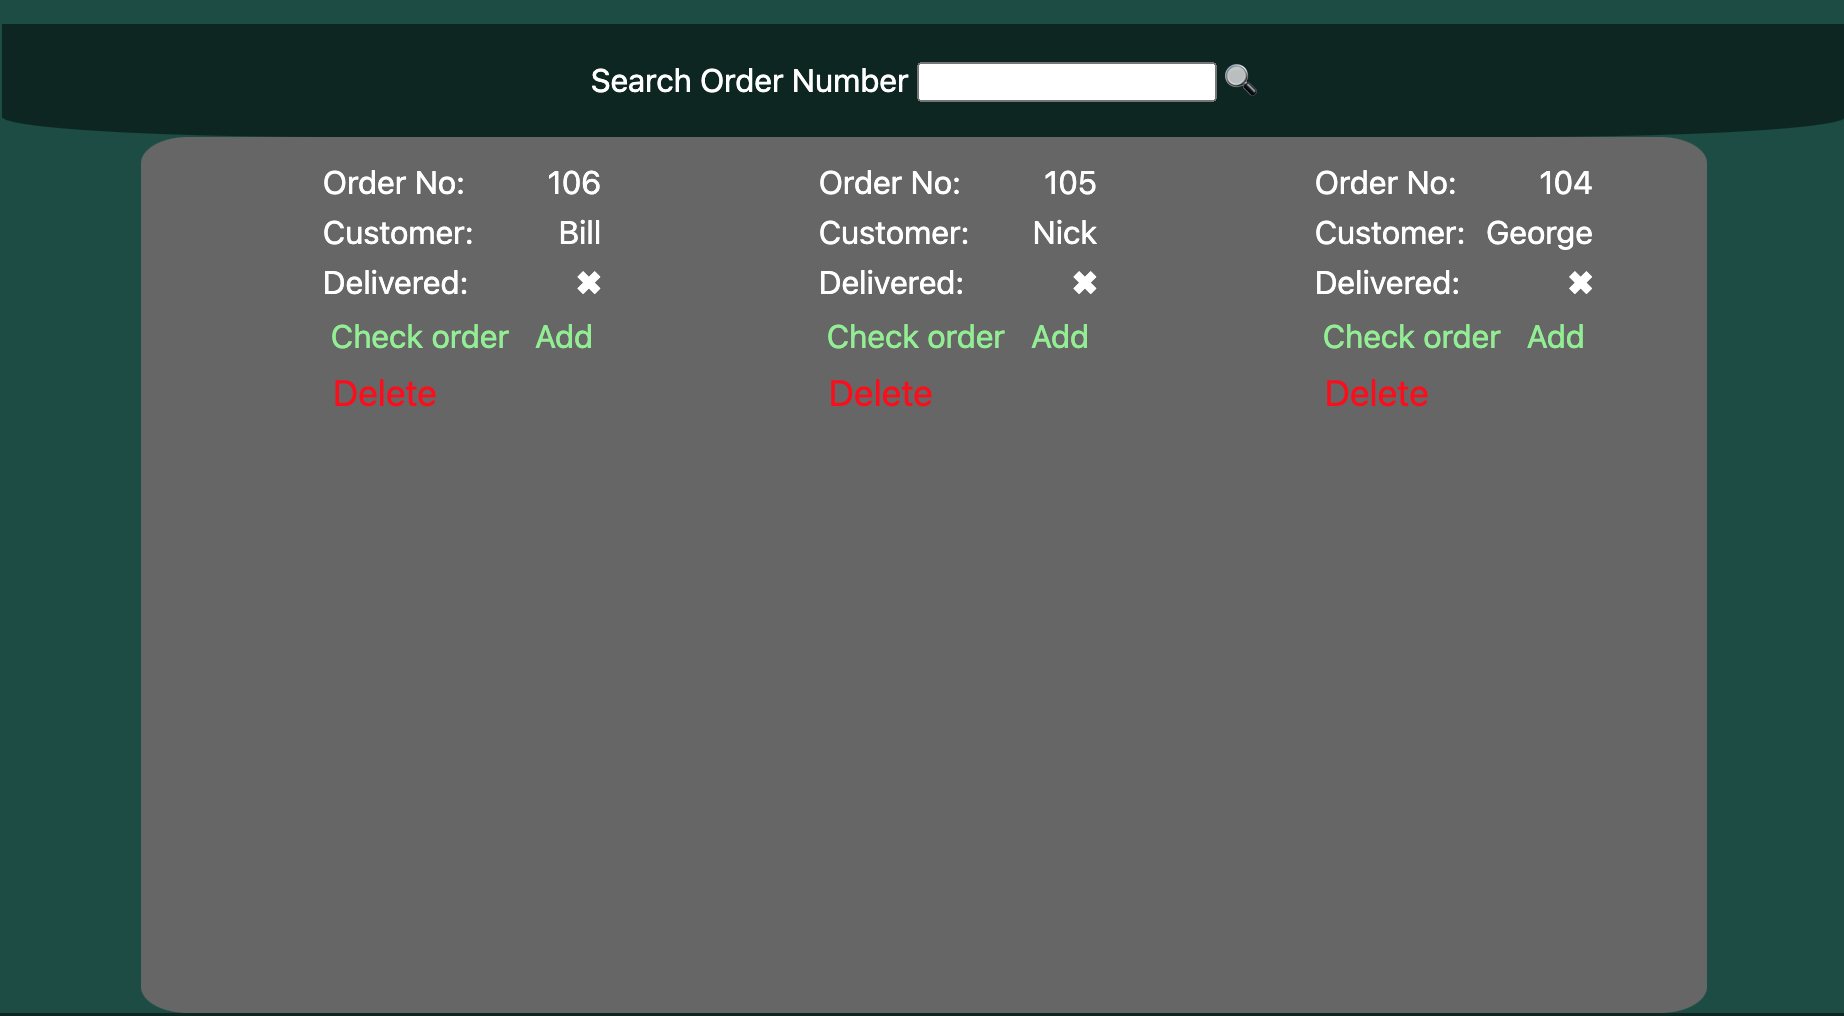 Search Order Number
Order No: 106
Customer: Bill
Delivered: ✖
Check order Add
Delete
Order No: 105
Customer: Nick
Delivered: ✖
Check order Add
Delete
Order No: 104
Customer: George
Delivered: ✖
Check order Add
Delete